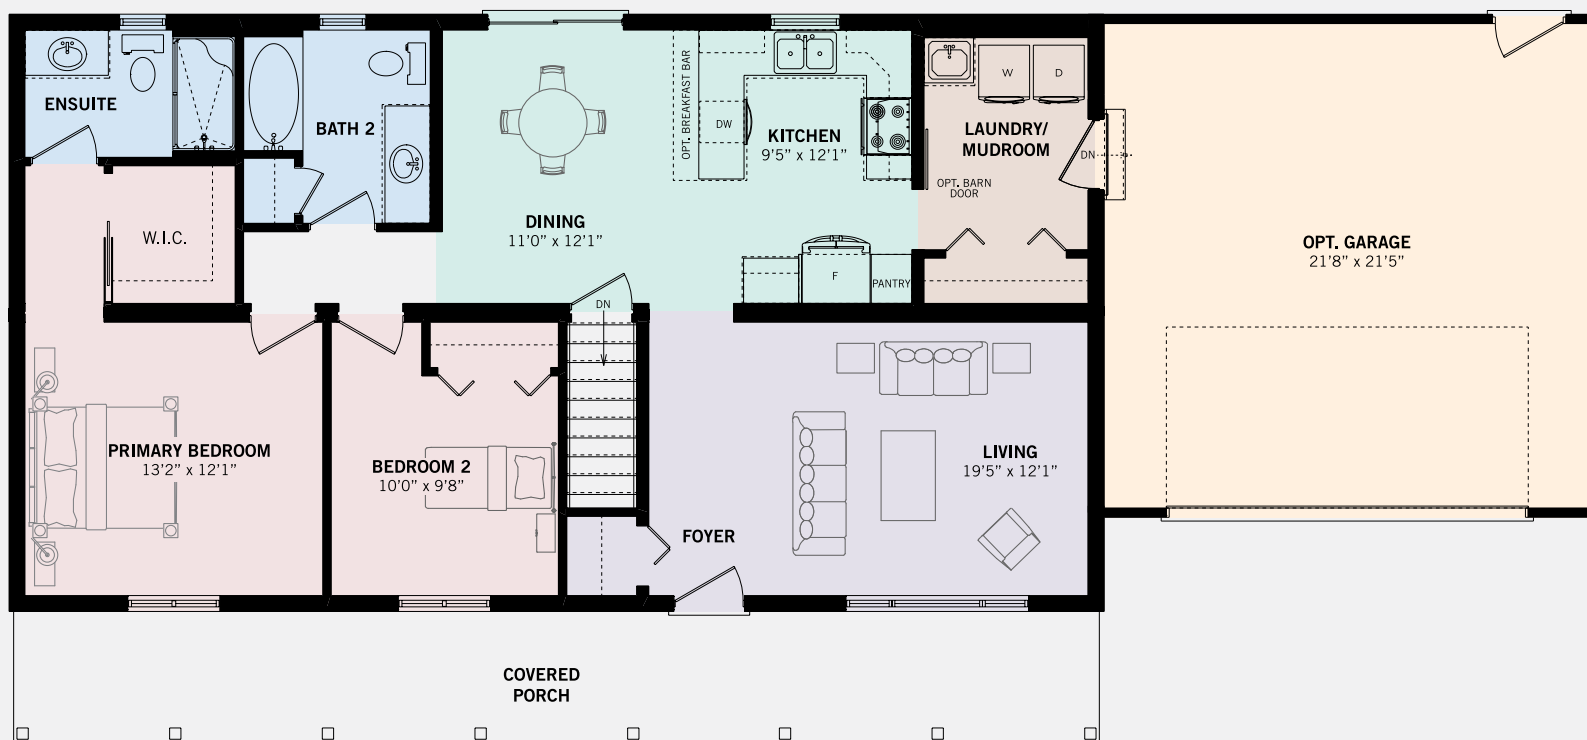 ENSUITE
BATH 2
OPT. BREAKFAST BAR
DW
KITCHEN
9'5" x 12'1"
W
D
LAUNDRY/
MUDROOM
DN
OPT. BARN
DOOR
W.I.C.
DINING
11'0" x 12'1"
OPT. GARAGE
21'8" x 21'5"
F
PANTRY
DN
PRIMARY BEDROOM
13'2" x 12'1"
BEDROOM 2
10'0" x 9'8"
LIVING
19'5" x 12'1"
FOYER
COVERED
PORCH